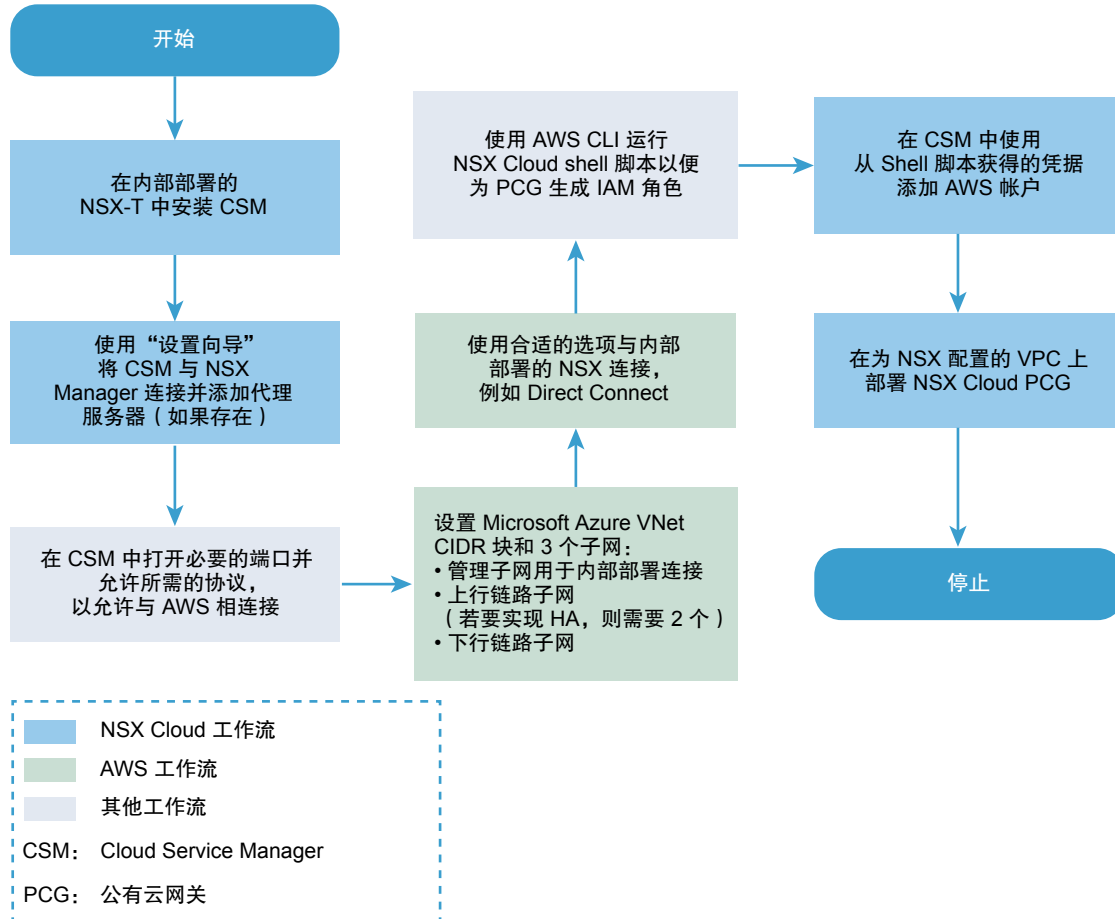 开始
在内部部署的
NSX-T 中安装 CSM
使用“设置向导”
将 CSM 与 NSX
Manager 连接并添加代理
服务器（如果存在）
在 CSM 中打开必要的端口并
允许所需的协议，
以允许与 AWS 相连接
设置 Microsoft Azure VNet
CIDR 块和 3 个子网：
• 管理子网用于内部部署连接
• 上行链路子网
（若要实现 HA，则需要 2 个）
• 下行链路子网
使用合适的选项与内部
部署的 NSX 连接，
例如 Direct Connect
使用 AWS CLI 运行
NSX Cloud shell 脚本以便
为 PCG 生成 IAM 角色
在 CSM 中使用
从 Shell 脚本获得的凭据
添加 AWS 帐户
在为 NSX 配置的 VPC 上
部署 NSX Cloud PCG
停止
NSX Cloud 工作流
AWS 工作流
其他工作流
CSM： Cloud Service Manager
PCG： 公有云网关